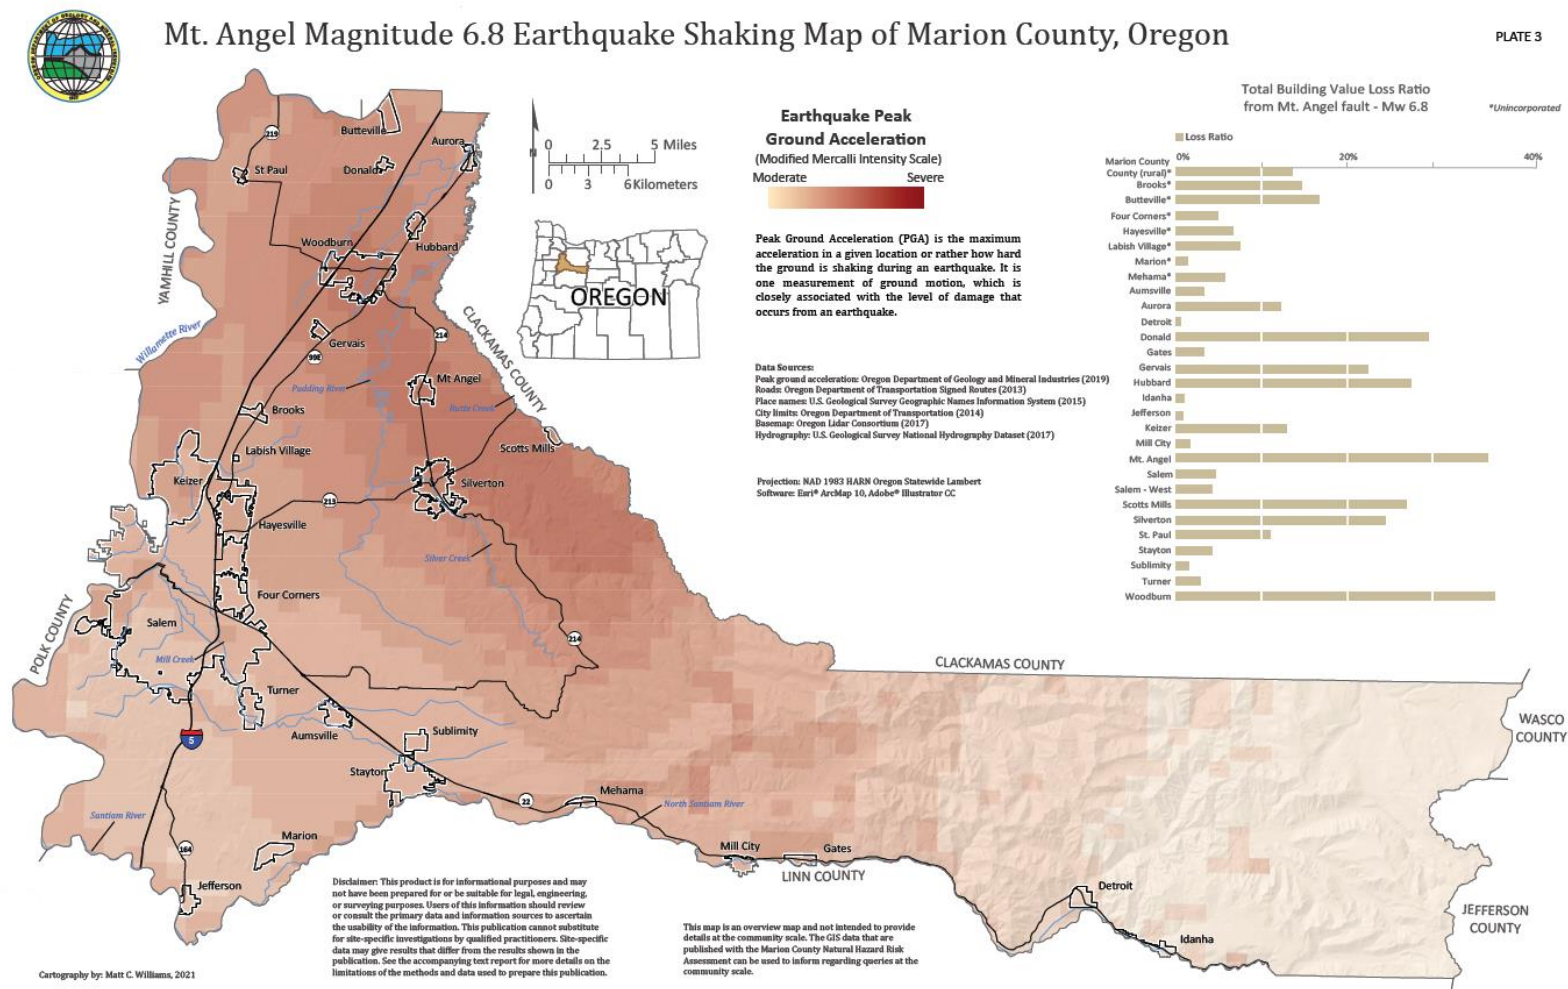 Mt. Angel Magnitude 6.8 Earthquake Shaking Map of Marion County, Oregon
PLATE 3
Total Building Value Loss Ratio
from Mt. Angel fault - Mw 6.8
*Unincorporated
Loss Ratio
0% 20% 40%
Marion County
County (rural)*
Brooks*
Butteville*
Four Corners*
Hayesville*
Labish Village*
Marion*
Mehama*
Aumsville
Aurora
Detroit
Donald
Gates
Gervais
Hubbard
Idanha
Jefferson
Keizer
Mill City
Mt. Angel
Salem
Salem - West
Scotts Mills
Silverton
St. Paul
Stayton
Sublimity
Turner
Woodburn
Earthquake Peak
Ground Acceleration
(Modified Mercalli Intensity Scale)
Moderate Severe
Peak Ground Acceleration (PGA) is the maximum
acceleration in a given location or rather how hard
the ground is shaking during an earthquake. It is
one measurement of ground motion, which is
closely associated with the level of damage that
occurs from an earthquake.
Data Sources:
Peak ground acceleration: Oregon Department of Geology and Mineral Industries (2019)
Roads: Oregon Department of Transportation Signed Routes (2013)
Place names: U.S. Geological Survey Geographic Names Information System (2015)
City limits: Oregon Department of Transportation (2014)
Basemap: Oregon Lidar Consortium (2017)
Hydrography: U.S. Geological Survey National Hydrography Dataset (2017)
Projection: NAD 1983 HARN Oregon Statewide Lambert
Software: Esri® ArcMap 10, Adobe® Illustrator CC
N
0 2.5 5 Miles
0 3 6 Kilometers
OREGON
Butteville
219
Aurora
St Paul
Donald
YAMHILL COUNTY
Woodburn
Hubbard
Willamette River
CLACKAMAS COUNTY
214
Gervais
99E
Pudding River
Mt Angel
Butte Creek
Brooks
Scotts Mills
Labish Village
Keizer
Silverton
213
Hayesville
Silver Creek
Four Corners
POLK COUNTY
Salem
214
Mill Creek
CLACKAMAS COUNTY
Turner
WASCO
COUNTY
5
Aumsville
Sublimity
Stayton
Mehama
22
North Santiam River
Santiam River
Marion
164
Mill City
Gates
LINN COUNTY
Jefferson
Detroit
JEFFERSON
COUNTY
Idanha
Disclaimer: This product is for informational purposes and may
not have been prepared for or be suitable for legal, engineering,
or surveying purposes. Users of this information should review
or consult the primary data and information sources to ascertain
the usability of the information. This publication cannot substitute
for site-specific investigations by qualified practitioners. Site-specific
data may give results that differ from the results shown in the
publication. See the accompanying text report for more details on the
limitations of the methods and data used to prepare this publication.
This map is an overview map and not intended to provide
details at the community scale. The GIS data that are
published with the Marion County Natural Hazard Risk
Assessment can be used to inform regarding queries at the
community scale.
Cartography by: Matt C. Williams, 2021